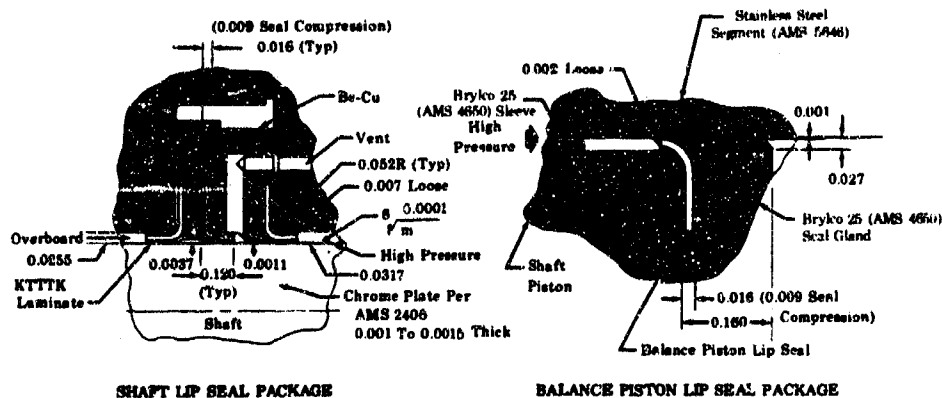 (0.009 Seal Compression)
0.016 (Typ)
Be-Cu
Vent
0.052R (Typ)
0.007 Loose
0.0001
m
High Pressure
0.0317
Overboard
0.0255
0.0037
0.120
(Typ)
0.0011
KTTTK
Laminate
Chrome Plate Per
AMS 2406
0.001 To 0.0015 Thick
Shaft
SHAFT LIP SEAL PACKAGE
Stainless Steel
Segment (AMS 5646)
0.002 Loose
Brylco 25
(AMS 4650) Sleeve
High
Pressure
0.001
0.027
Brylco 25 (AMS 4650)
Seal Gland
Shaft
Piston
0.016 (0.009 Seal
Compression)
0.160
Balance Piston Lip Seal
BALANCE PISTON LIP SEAL PACKAGE